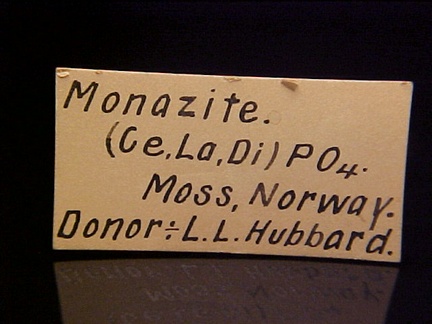 Monazite.
(Ce,La,Di)PO₄.
Moss, Norway.
Donor÷L.L.Hubbard.